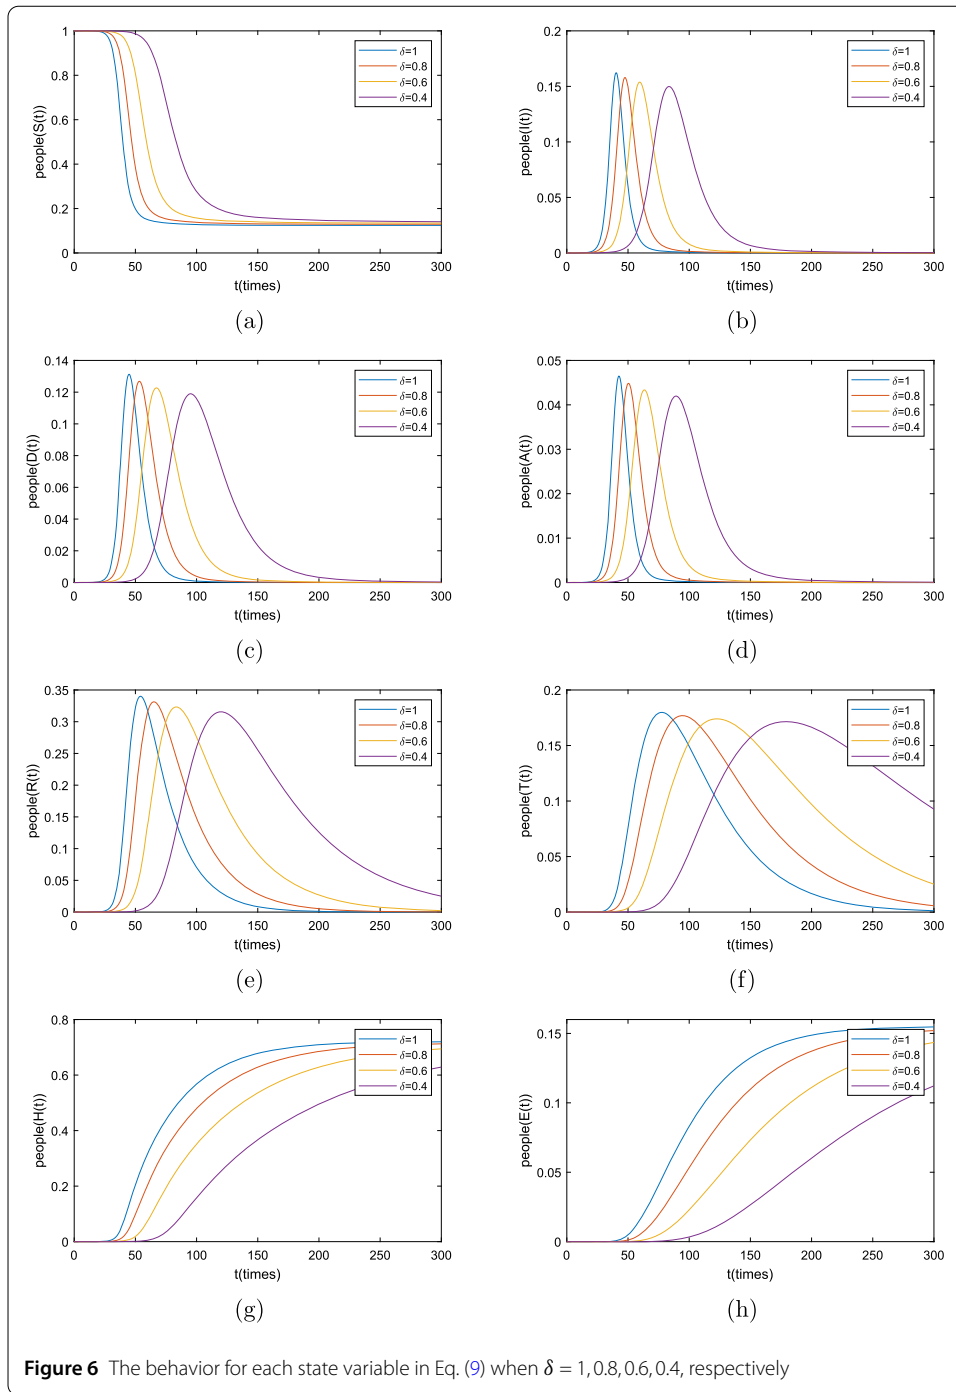 1
0.8
0.6
0.4
0.2
0
people(S(t))
0 50 100 150 200 250 300
t(times)
δ=1
δ=0.8
δ=0.6
δ=0.4
(a)
0.2
0.15
0.1
0.05
0
people(I(t))
0 50 100 150 200 250 300
t(times)
δ=1
δ=0.8
δ=0.6
δ=0.4
(b)
0.14
0.12
0.1
0.08
0.06
0.04
0.02
0
people(D(t))
0 50 100 150 200 250 300
t(times)
δ=1
δ=0.8
δ=0.6
δ=0.4
(c)
0.05
0.04
0.03
0.02
0.01
0
people(A(t))
0 50 100 150 200 250 300
t(times)
δ=1
δ=0.8
δ=0.6
δ=0.4
(d)
0.35
0.3
0.25
0.2
0.15
0.1
0.05
0
people(R(t))
0 50 100 150 200 250 300
t(times)
δ=1
δ=0.8
δ=0.6
δ=0.4
(e)
0.2
0.15
0.1
0.05
0
people(T(t))
0 50 100 150 200 250 300
t(times)
δ=1
δ=0.8
δ=0.6
δ=0.4
(f)
0.8
0.6
0.4
0.2
0
people(H(t))
0 50 100 150 200 250 300
t(times)
δ=1
δ=0.8
δ=0.6
δ=0.4
(g)
0.15
0.1
0.05
0
people(E(t))
0 50 100 150 200 250 300
t(times)
δ=1
δ=0.8
δ=0.6
δ=0.4
(h)
Figure 6 The behavior for each state variable in Eq. (9) when δ = 1, 0.8, 0.6, 0.4, respectively